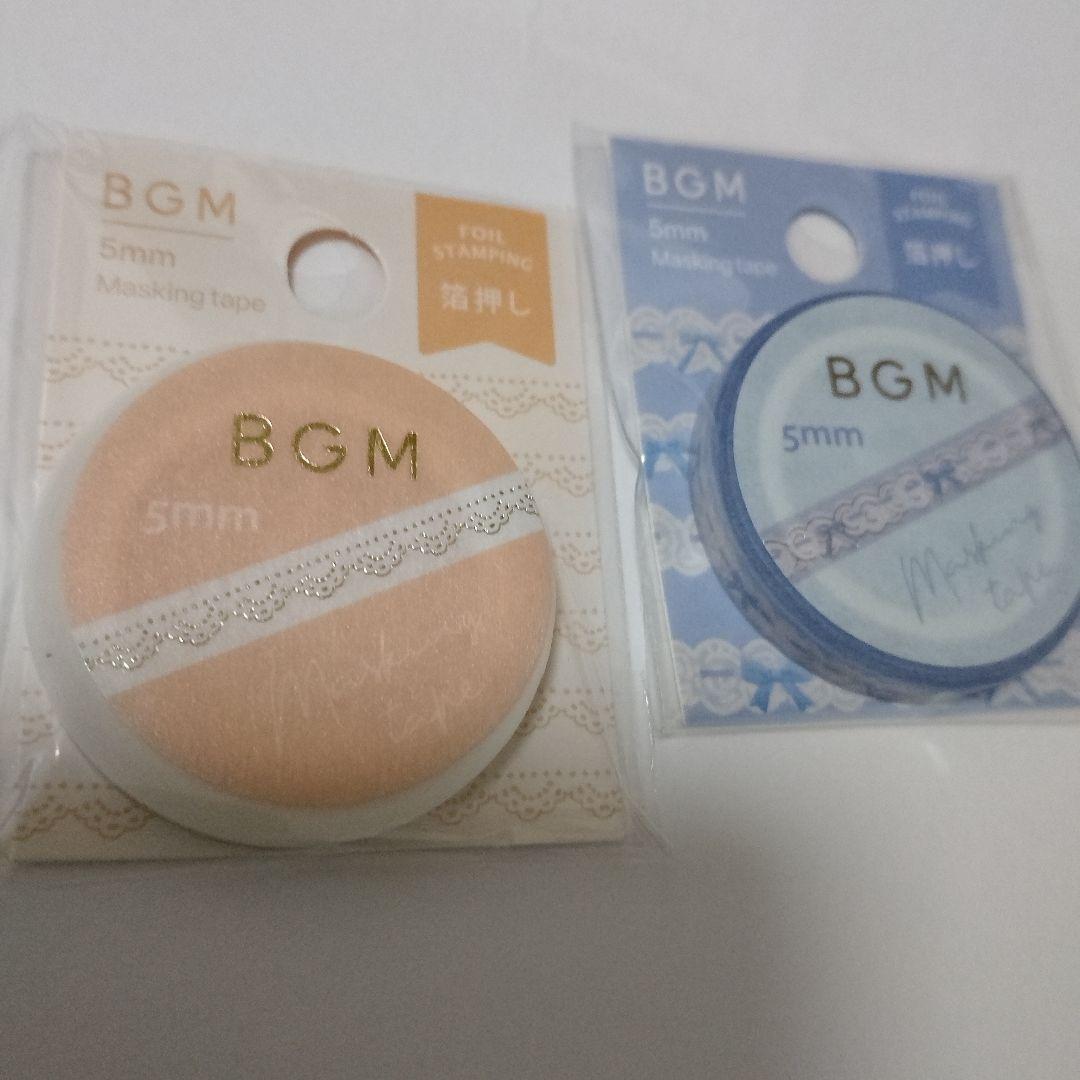 BGM
5mm
Masking tape
FOIL
STAMPING
箔押し
BGM
5mm
Masking
tape
BGM
5mm
Masking tape
FOIL
STAMPING
箔押し
BGM
5mm
Masking
tape